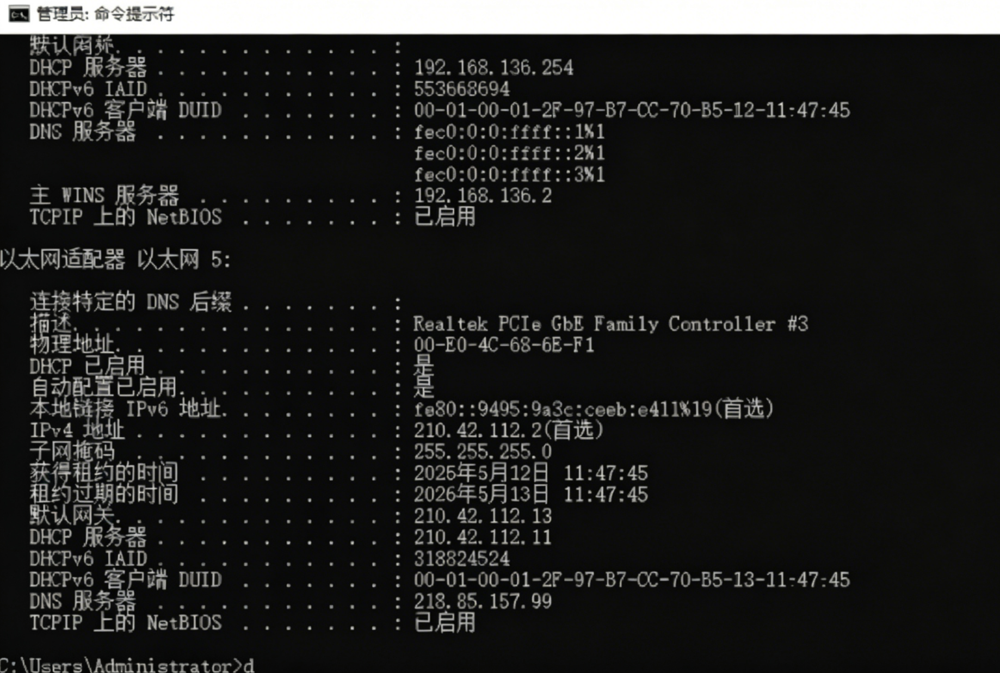 管理员: 命令提示符
默认网称. . . . . . . . . . . . . :
DHCP 服务器 . . . . . . . . . . . : 192.168.136.254
DHCPv6 IAID . . . . . . . . . . . : 553668694
DHCPv6 客户端 DUID . . . . . . . : 00-01-00-01-2F-97-B7-CC-70-B5-12-11:47:45
DNS 服务器 . . . . . . . . . . . : fec0:0:0:ffff::1%1
fec0:0:0:ffff::2%1
fec0:0:0:ffff::3%1
主 WINS 服务器 . . . . . . . . . : 192.168.136.2
TCPIP 上的 NetBIOS . . . . . . . : 已启用
以太网适配器 以太网 5:
连接特定的 DNS 后缀 . . . . . . . :
描述. . . . . . . . . . . . . . . : Realtek PCIe GbE Family Controller #3
物理地址. . . . . . . . . . . . . : 00-E0-4C-68-6E-F1
DHCP 已启用 . . . . . . . . . . . : 是
自动配置已启用. . . . . . . . . . : 是
本地链接 IPv6 地址. . . . . . . . : fe80::9495:9a3c:ceeb:e411%19(首选)
IPv4 地址 . . . . . . . . . . . . : 210.42.112.2(首选)
子网掩码 . . . . . . . . . . . . : 255.255.255.0
获得租约的时间 . . . . . . . . . : 2026年5月12日 11:47:45
租约过期的时间 . . . . . . . . . : 2026年5月13日 11:47:45
默认网关. . . . . . . . . . . . . : 210.42.112.13
DHCP 服务器 . . . . . . . . . . . : 210.42.112.11
DHCPv6 IAID . . . . . . . . . . . : 318824524
DHCPv6 客户端 DUID . . . . . . . : 00-01-00-01-2F-97-B7-CC-70-B5-13-11:47:45
DNS 服务器 . . . . . . . . . . . : 218.85.157.99
TCPIP 上的 NetBIOS . . . . . . . : 已启用
C:\Users\Administrator>d